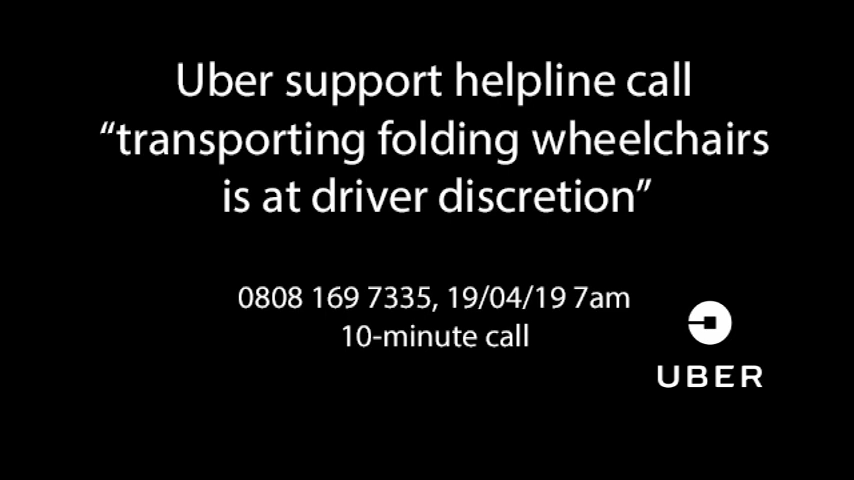 Uber support helpline call
“transporting folding wheelchairs
is at driver discretion”
0808 169 7335, 19/04/19 7am
10-minute call
UBER